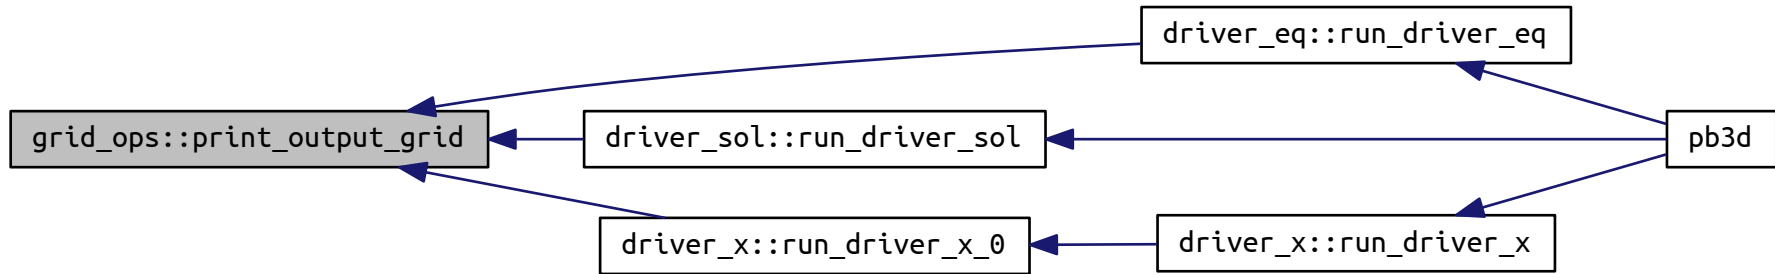 driver_eq::run_driver_eq
grid_ops::print_output_grid
driver_sol::run_driver_sol
pb3d
driver_x::run_driver_x_0
driver_x::run_driver_x